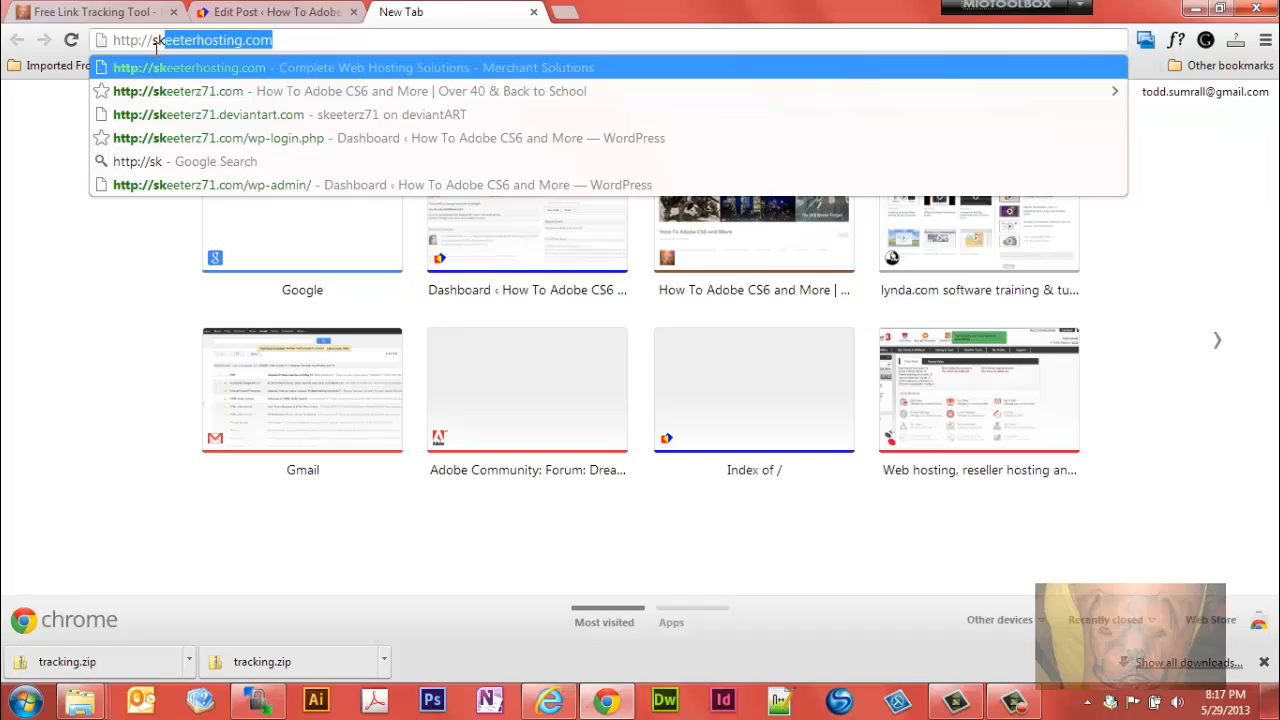 Free Link Tracking Tool -
Edit Post ‹ How To Adobe
New Tab
MIOTOOLBOX
http://skeeterhosting.com
http://skeeterhosting.com - Complete Web Hosting Solutions - Merchant Solutions
http://skeeterz71.com - How To Adobe CS6 and More | Over 40 & Back to School
http://skeeterz71.deviantart.com - skeeterz71 on deviantART
http://skeeterz71.com/wp-login.php - Dashboard ‹ How To Adobe CS6 and More — WordPress
http://sk - Google Search
http://skeeterz71.com/wp-admin/ - Dashboard ‹ How To Adobe CS6 and More — WordPress
Imported Fro
Other Bookmarks
todd.sumrall@gmail.com
Google
Dashboard ‹ How To Adobe CS6 ...
How To Adobe CS6 and More | ...
lynda.com software training & tu...
Gmail
Adobe Community: Forum: Drea...
Index of /
Web hosting, reseller hosting an...
chrome
Most visited
Apps
Other devices
Recently closed
Web Store
tracking.zip
tracking.zip
Show all downloads...
Ai
Ps
N
Dw
Id
8:17 PM
5/29/2013